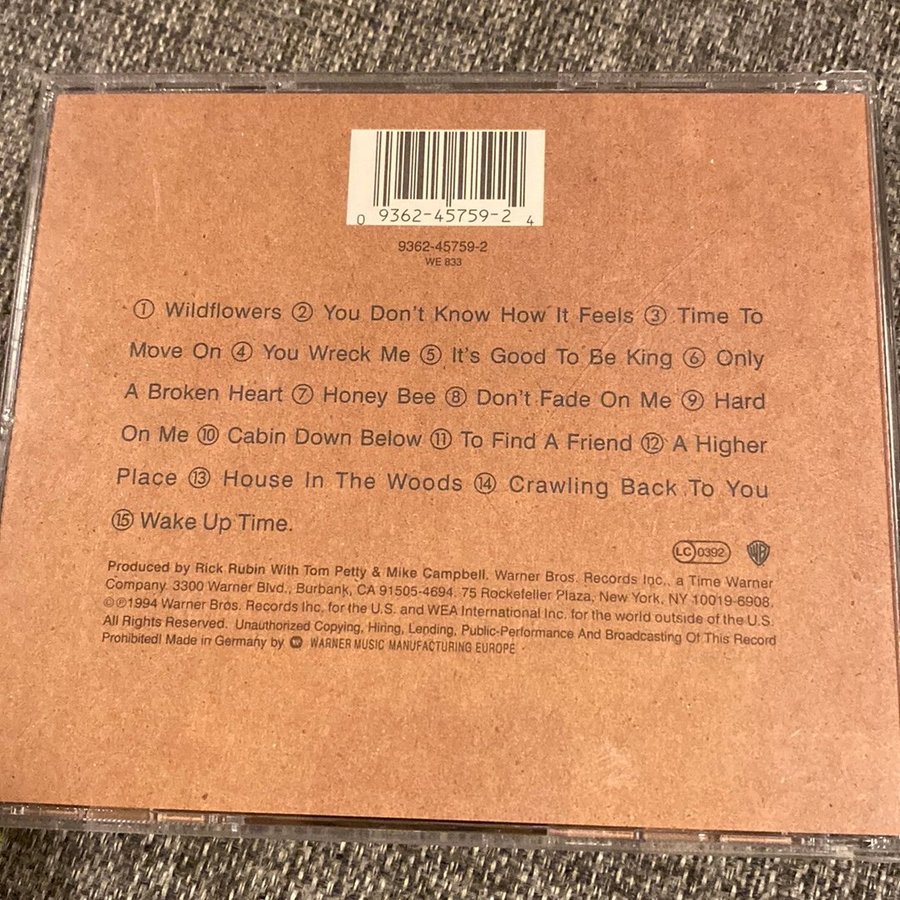 0 9362-45759-2 4
9362-45759-2
WE 833
① Wildflowers ② You Don't Know How It Feels ③ Time To
Move On ④ You Wreck Me ⑤ It's Good To Be King ⑥ Only
A Broken Heart ⑦ Honey Bee ⑧ Don't Fade On Me ⑨ Hard
On Me ⑩ Cabin Down Below ⑪ To Find A Friend ⑫ A Higher
Place ⑬ House In The Woods ⑭ Crawling Back To You
⑮ Wake Up Time.
LC 0392 WB
Produced by Rick Rubin With Tom Petty & Mike Campbell. Warner Bros. Records Inc., a Time Warner
Company. 3300 Warner Blvd., Burbank, CA 91505-4694. 75 Rockefeller Plaza, New York, NY 10019-6908.
©℗1994 Warner Bros. Records Inc. for the U.S. and WEA International Inc. for the world outside of the U.S.
All Rights Reserved. Unauthorized Copying, Hiring, Lending, Public-Performance And Broadcasting Of This Record
Prohibited! Made in Germany by WARNER MUSIC MANUFACTURING EUROPE